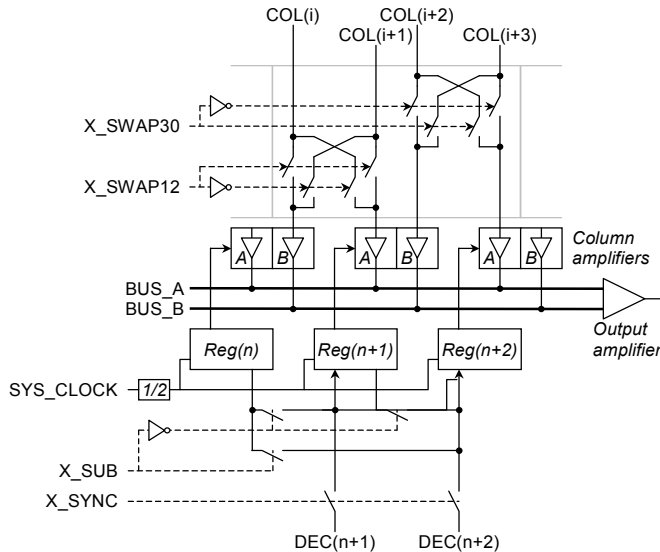 COL(i) COL(i+2)
COL(i+1) COL(i+3)
X_SWAP30
X_SWAP12
A B A B A B
Column
amplifiers
BUS_A
BUS_B
Output
amplifier
Reg(n) Reg(n+1) Reg(n+2)
SYS_CLOCK 1/2
X_SUB
X_SYNC
DEC(n+1) DEC(n+2)